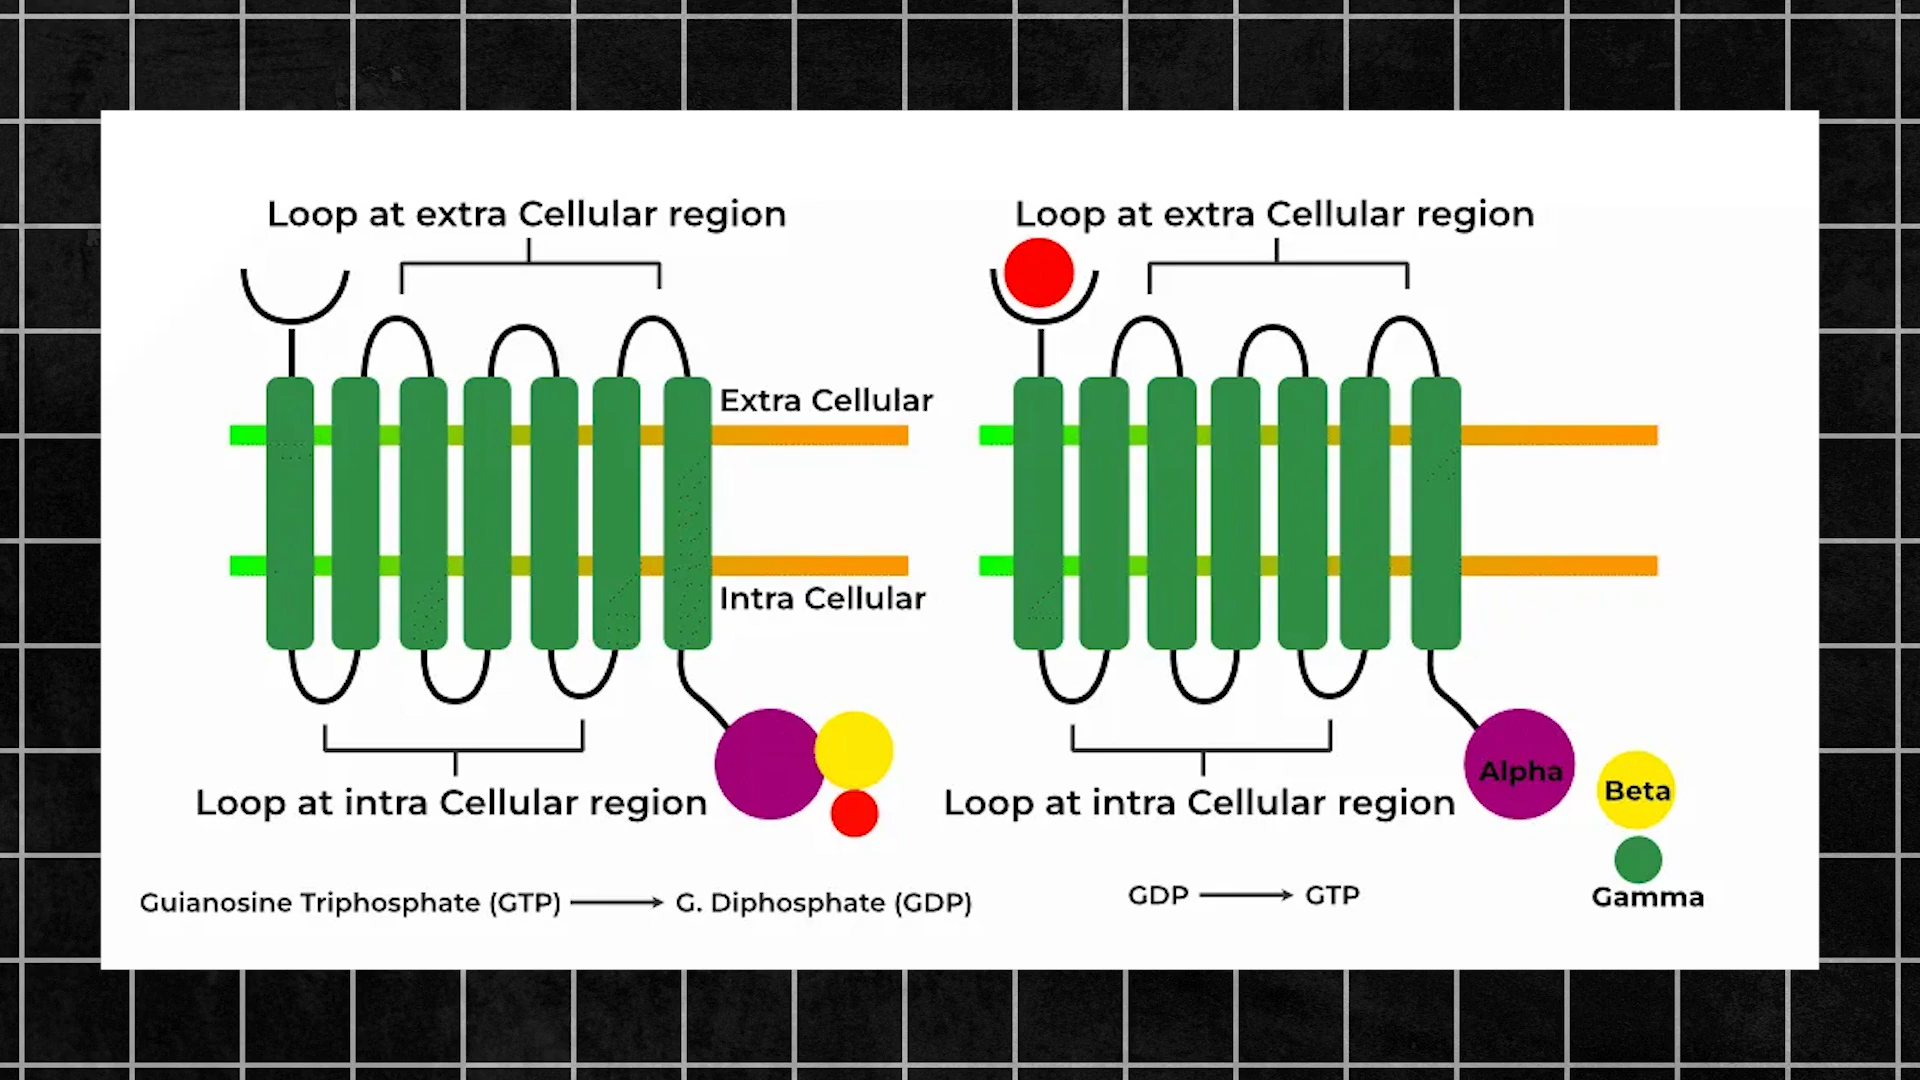 Loop at extra Cellular region
Loop at extra Cellular region
Extra Cellular
Intra Cellular
Loop at intra Cellular region
Loop at intra Cellular region
Alpha
Beta
Gamma
Guianosine Triphosphate (GTP) → G. Diphosphate (GDP)
GDP → GTP